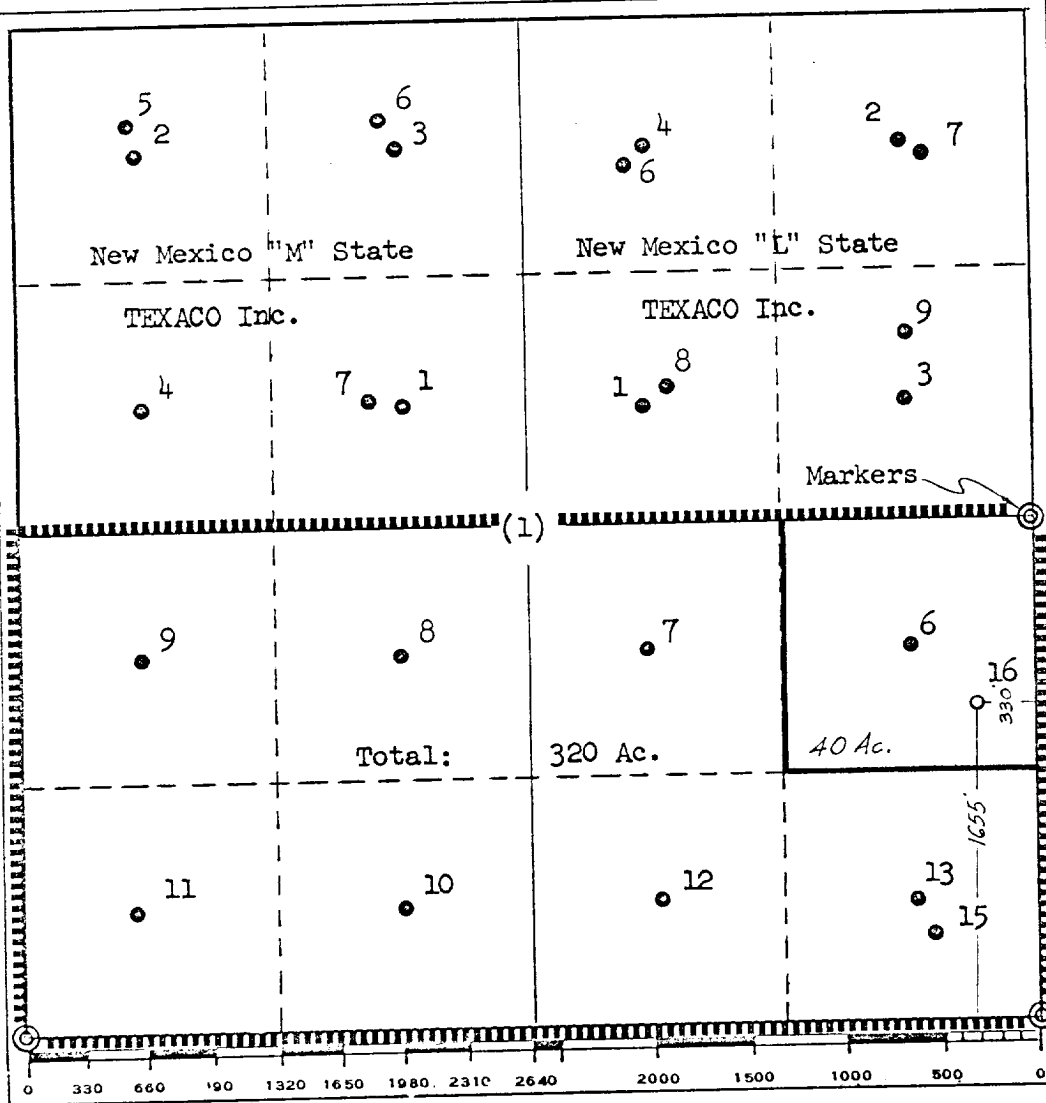 5 6 4 2 7
2 3 6
New Mexico "M" State New Mexico "L" State
TEXACO Inc. TEXACO Inc.
9
4 7 1 1 8 3
Markers
(1)
9 8 7 6
16
330'
Total: 320 Ac. 40 Ac.
1655'
11 10 12 13
15
0 330 660 '90 1320 1650 1980. 2310 2640 2000 1500 1000 500 0